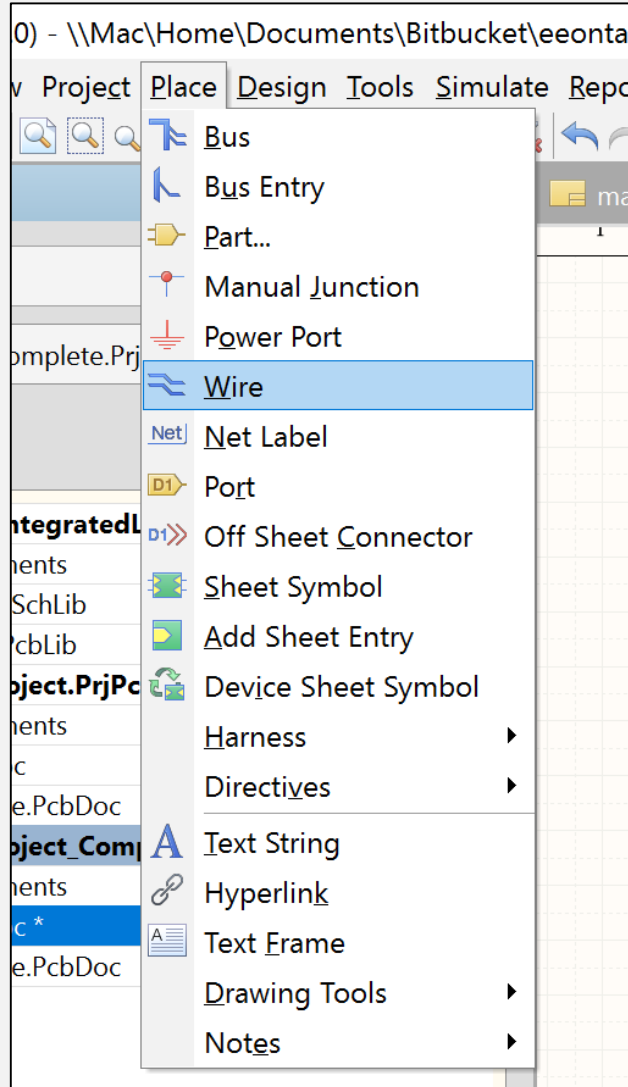 .0) - \\Mac\Home\Documents\Bitbucket\eeonta
w Project Place Design Tools Simulate Repo
Bus
Bus Entry
ma
Part...
1
Manual Junction
Power Port
omplete.Prj
Wire
Net Net Label
D1 Port
ntegratedL
D1 Off Sheet Connector
nents
SchLib
Sheet Symbol
PcbLib
Add Sheet Entry
oject.PrjPc
Device Sheet Symbol
nents
Harness
oc
Directives
e.PcbDoc
oject_Comp
A Text String
nents
Hyperlink
oc *
A Text Frame
e.PcbDoc
Drawing Tools
Notes